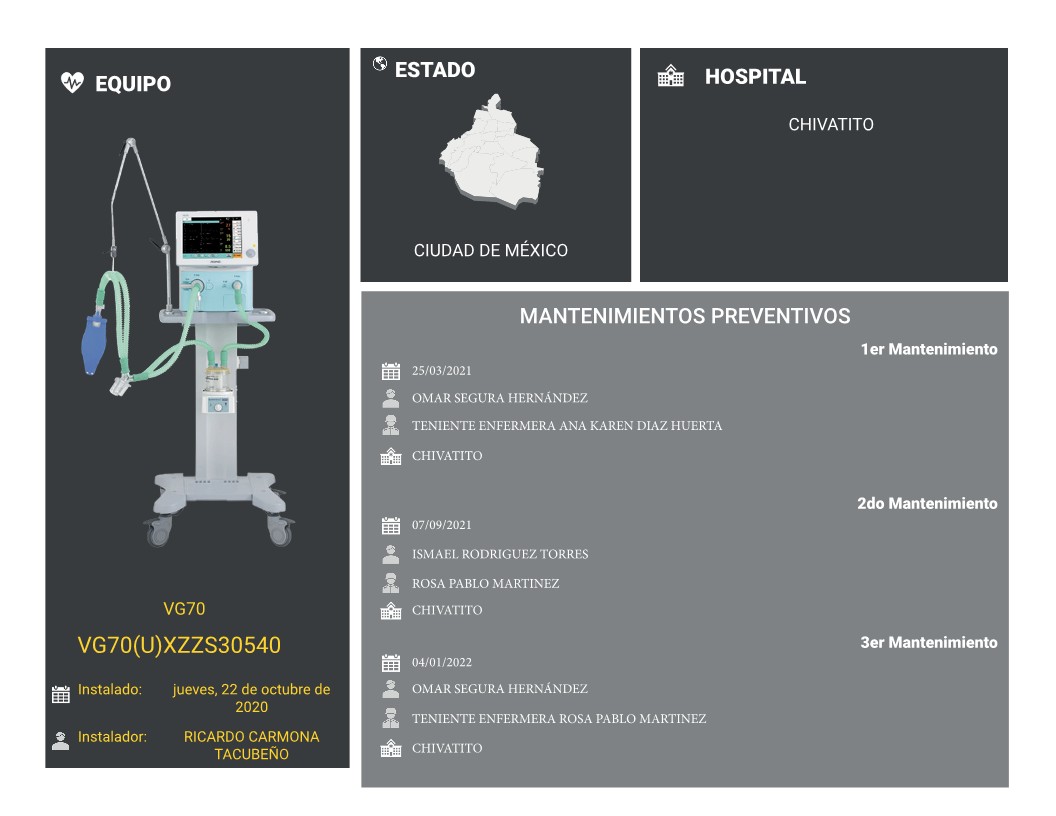 EQUIPO
VG70
VG70(U)XZZS30540
Instalado:
jueves, 22 de octubre de
2020
Instalador:
RICARDO CARMONA
TACUBEÑO
ESTADO
CIUDAD DE MÉXICO
HOSPITAL
CHIVATITO
MANTENIMIENTOS PREVENTIVOS
1er Mantenimiento
25/03/2021
OMAR SEGURA HERNÁNDEZ
TENIENTE ENFERMERA ANA KAREN DIAZ HUERTA
CHIVATITO
2do Mantenimiento
07/09/2021
ISMAEL RODRIGUEZ TORRES
ROSA PABLO MARTINEZ
CHIVATITO
3er Mantenimiento
04/01/2022
OMAR SEGURA HERNÁNDEZ
TENIENTE ENFERMERA ROSA PABLO MARTINEZ
CHIVATITO